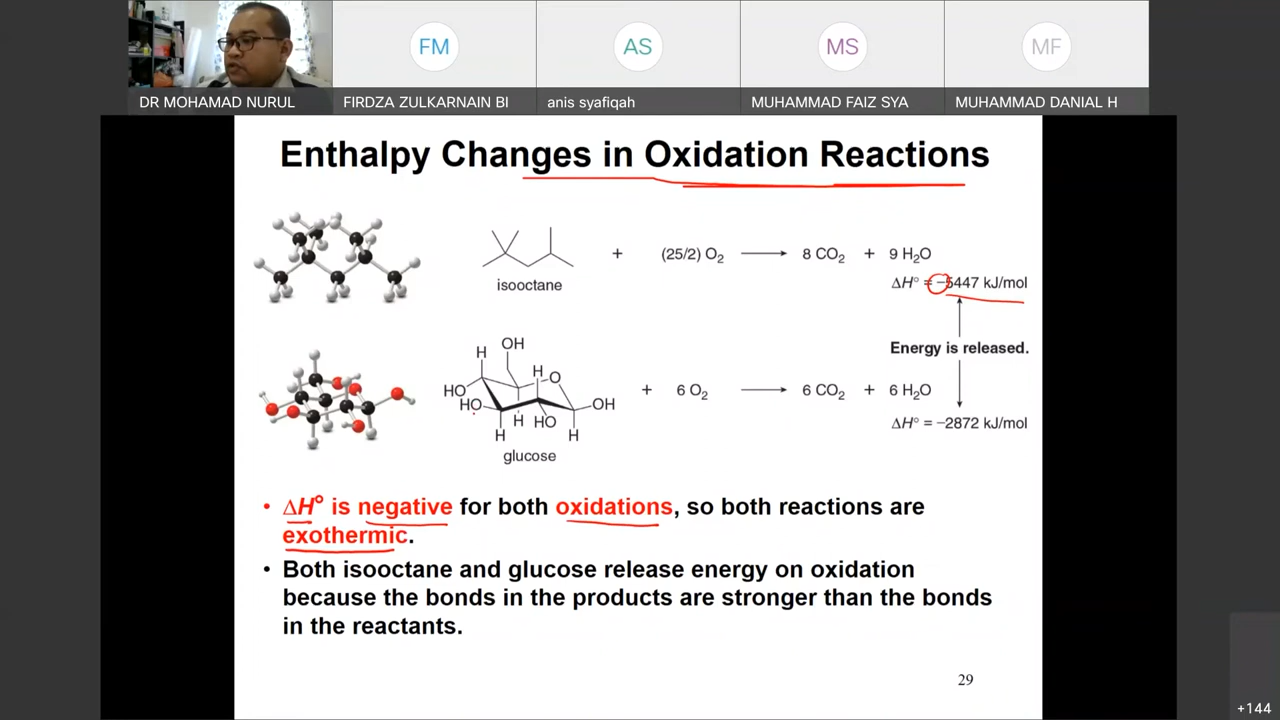 FM
AS
MS
MF
DR MOHAMAD NURUL
FIRDZA ZULKARNAIN BI
anis syafiqah
MUHAMMAD FAIZ SYA
MUHAMMAD DANIAL H
Enthalpy Changes in Oxidation Reactions
+ (25/2) O₂ ⟶ 8 CO₂ + 9 H₂O
isooctane
ΔH° = −5447 kJ/mol
Energy is released.
OH
H
H
O
HO
HO
OH
H
HO
H
H
+ 6 O₂ ⟶ 6 CO₂ + 6 H₂O
ΔH° = −2872 kJ/mol
glucose
• ΔH° is negative for both oxidations, so both reactions are
exothermic.
• Both isooctane and glucose release energy on oxidation
because the bonds in the products are stronger than the bonds
in the reactants.
29
+144